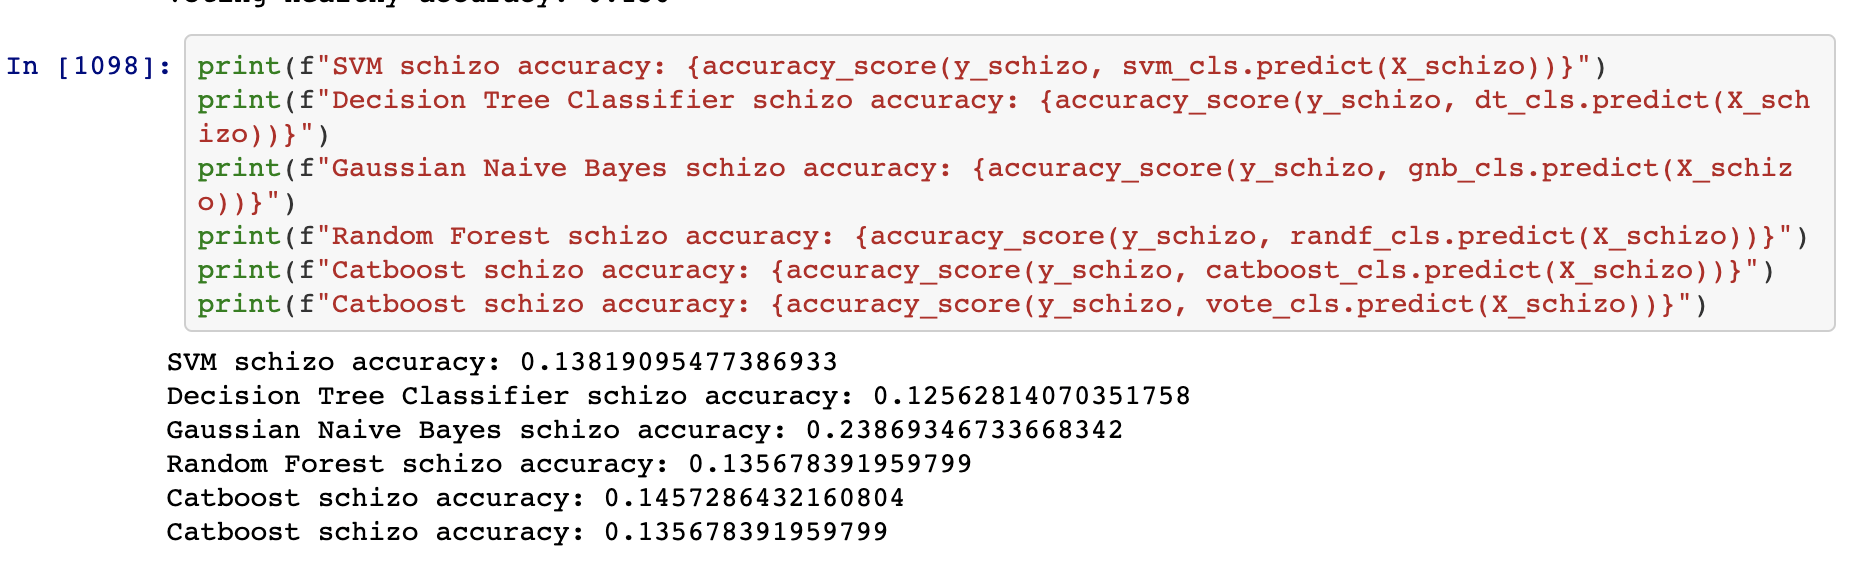 In [1098]:
print(f"SVM schizo accuracy: {accuracy_score(y_schizo, svm_cls.predict(X_schizo))}")
print(f"Decision Tree Classifier schizo accuracy: {accuracy_score(y_schizo, dt_cls.predict(X_sch
izo))}")
print(f"Gaussian Naive Bayes schizo accuracy: {accuracy_score(y_schizo, gnb_cls.predict(X_schiz
o))}")
print(f"Random Forest schizo accuracy: {accuracy_score(y_schizo, randf_cls.predict(X_schizo))}")
print(f"Catboost schizo accuracy: {accuracy_score(y_schizo, catboost_cls.predict(X_schizo))}")
print(f"Catboost schizo accuracy: {accuracy_score(y_schizo, vote_cls.predict(X_schizo))}")
SVM schizo accuracy: 0.13819095477386933
Decision Tree Classifier schizo accuracy: 0.12562814070351758
Gaussian Naive Bayes schizo accuracy: 0.23869346733668342
Random Forest schizo accuracy: 0.135678391959799
Catboost schizo accuracy: 0.1457286432160804
Catboost schizo accuracy: 0.135678391959799